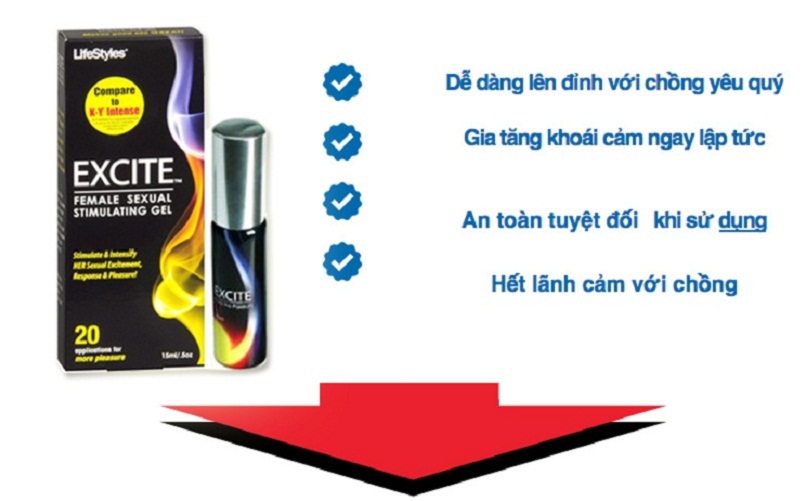 LifeStyles®
Compare
to
K-Y Intense
EXCITE™
FEMALE SEXUAL
STIMULATING GEL
Stimulate & Intensify
HER Sensual Excitement,
Response & Pleasure!
20
applications for
more pleasure
15ml/.5oz
EXCITE
Dễ dàng lên đỉnh với chồng yêu quý
Gia tăng khoái cảm ngay lập tức
An toàn tuyệt đối khi sử dụng
Hết lãnh cảm với chồng